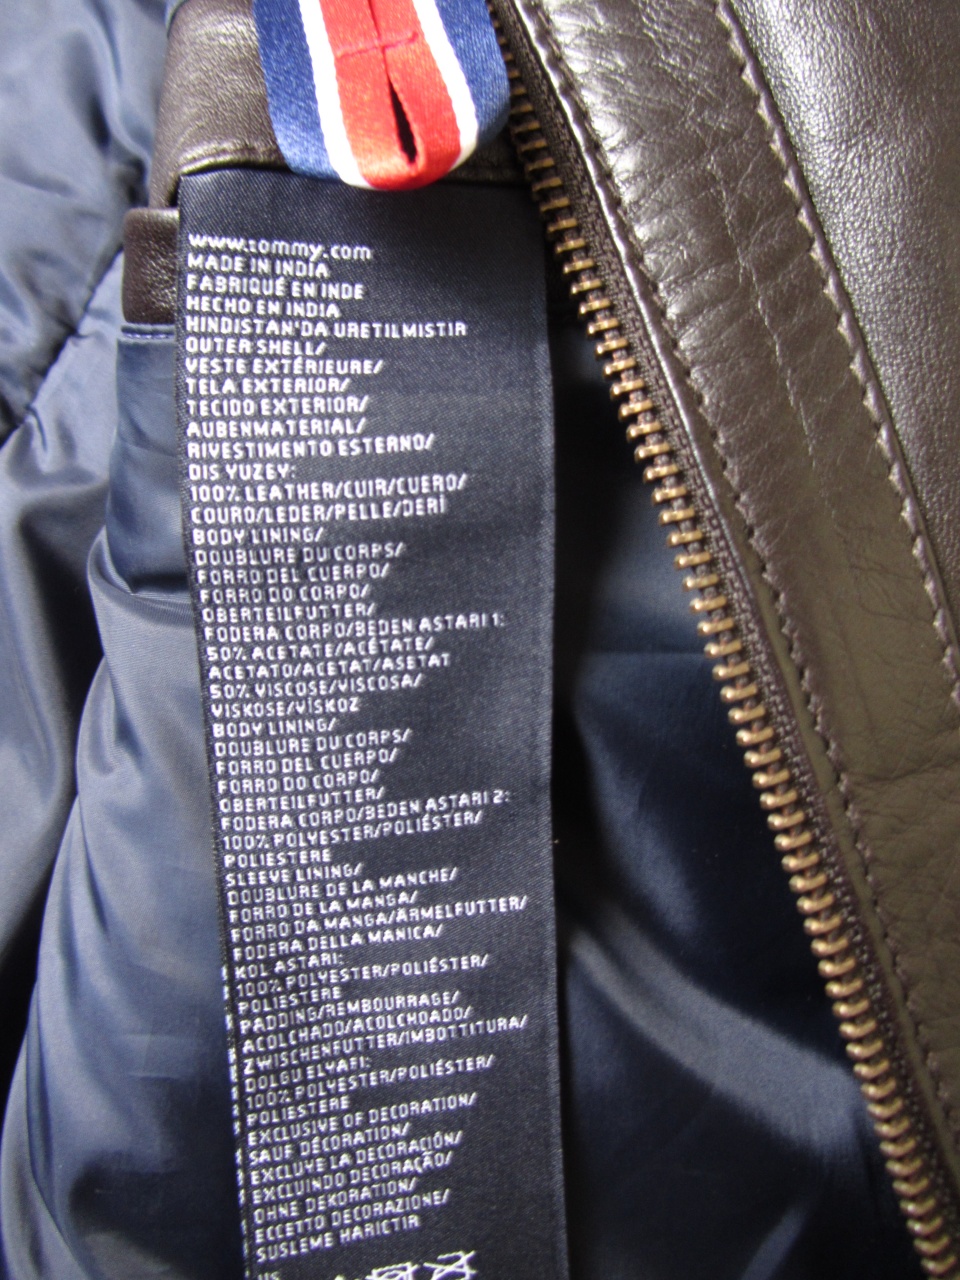 www.tommy.com
MADE IN INDIA
FABRIQUÉ EN INDE
HECHO EN INDIA
HINDISTAN'DA URETILMISTIR
OUTER SHELL/
VESTE EXTÉRIEURE/
TELA EXTERIOR/
TECIDO EXTERIOR/
AUBENMATERIAL/
RIVESTIMENTO ESTERNO/
DIS YUZEY:
100% LEATHER/CUIR/CUERO/
COURO/LEDER/PELLE/DERİ
BODY LINING/
DOUBLURE DU CORPS/
FORRO DEL CUERPO/
FORRO DO CORPO/
OBERTEILFUTTER/
FODERA CORPO/BEDEN ASTARI 1:
50% ACETATE/ACÉTATE/
ACETATO/ACETAT/ASETAT
50% VISCOSE/VISCOSA/
VISKOSE/VİSKOZ
BODY LINING/
DOUBLURE DU CORPS/
FORRO DEL CUERPO/
FORRO DO CORPO/
OBERTEILFUTTER/
FODERA CORPO/BEDEN ASTARI 2:
100% POLYESTER/POLIÉSTER/
POLIESTERE
SLEEVE LINING/
DOUBLURE DE LA MANCHE/
FORRO DE LA MANGA/
FORRO DA MANGA/ÄRMELFUTTER/
FODERA DELLA MANICA/
KOL ASTARI:
100% POLYESTER/POLIÉSTER/
POLIESTERE
PADDING/REMBOURRAGE/
ACOLCHADO/ACOLCHOADO/
ZWISCHENFUTTER/IMBOTTITURA/
DOLGU ELYAFI:
100% POLYESTER/POLIÉSTER/
POLIESTERE
EXCLUSIVE OF DECORATION/
SAUF DÉCORATION/
EXCLUYE LA DECORACIÓN/
EXCLUINDO DECORAÇÃO/
OHNE DEKORATION/
ECCETTO DECORAZIONE/
SUSLEME HARICTIR
US